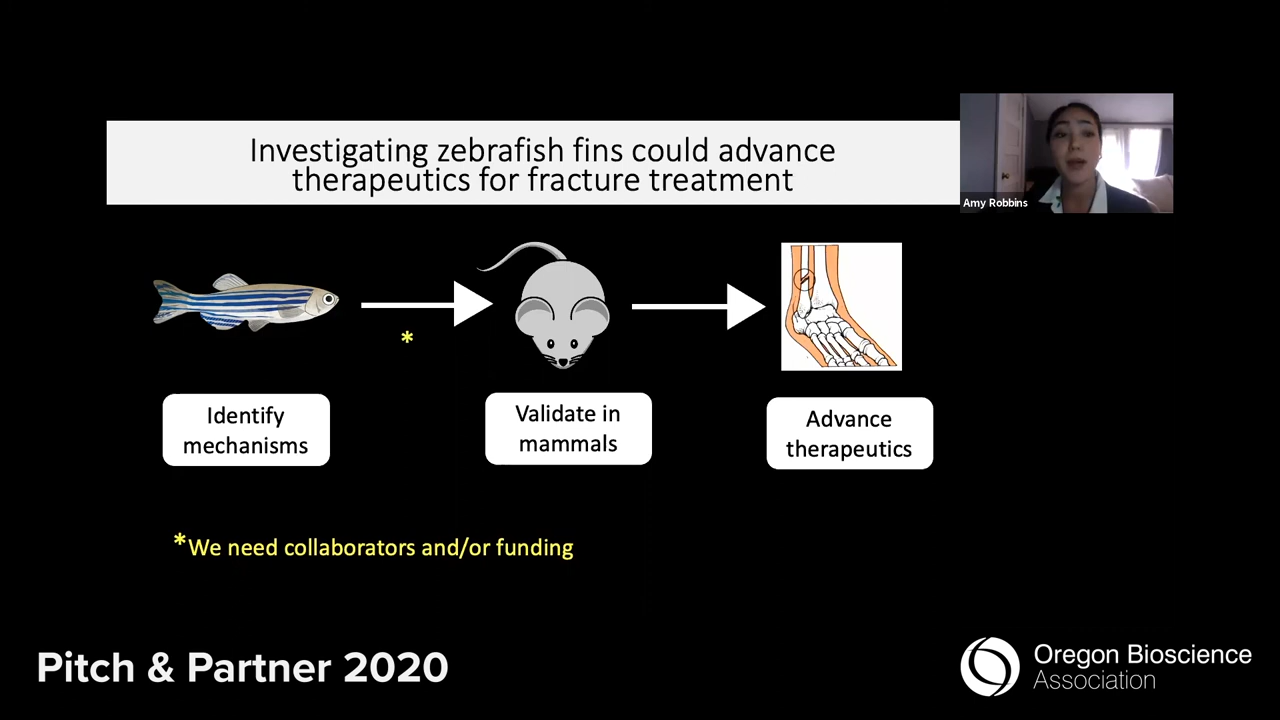 Investigating zebrafish fins could advance
therapeutics for fracture treatment
Amy Robbins
*
Identify
mechanisms
Validate in
mammals
Advance
therapeutics
*We need collaborators and/or funding
Pitch & Partner 2020
Oregon Bioscience
Association